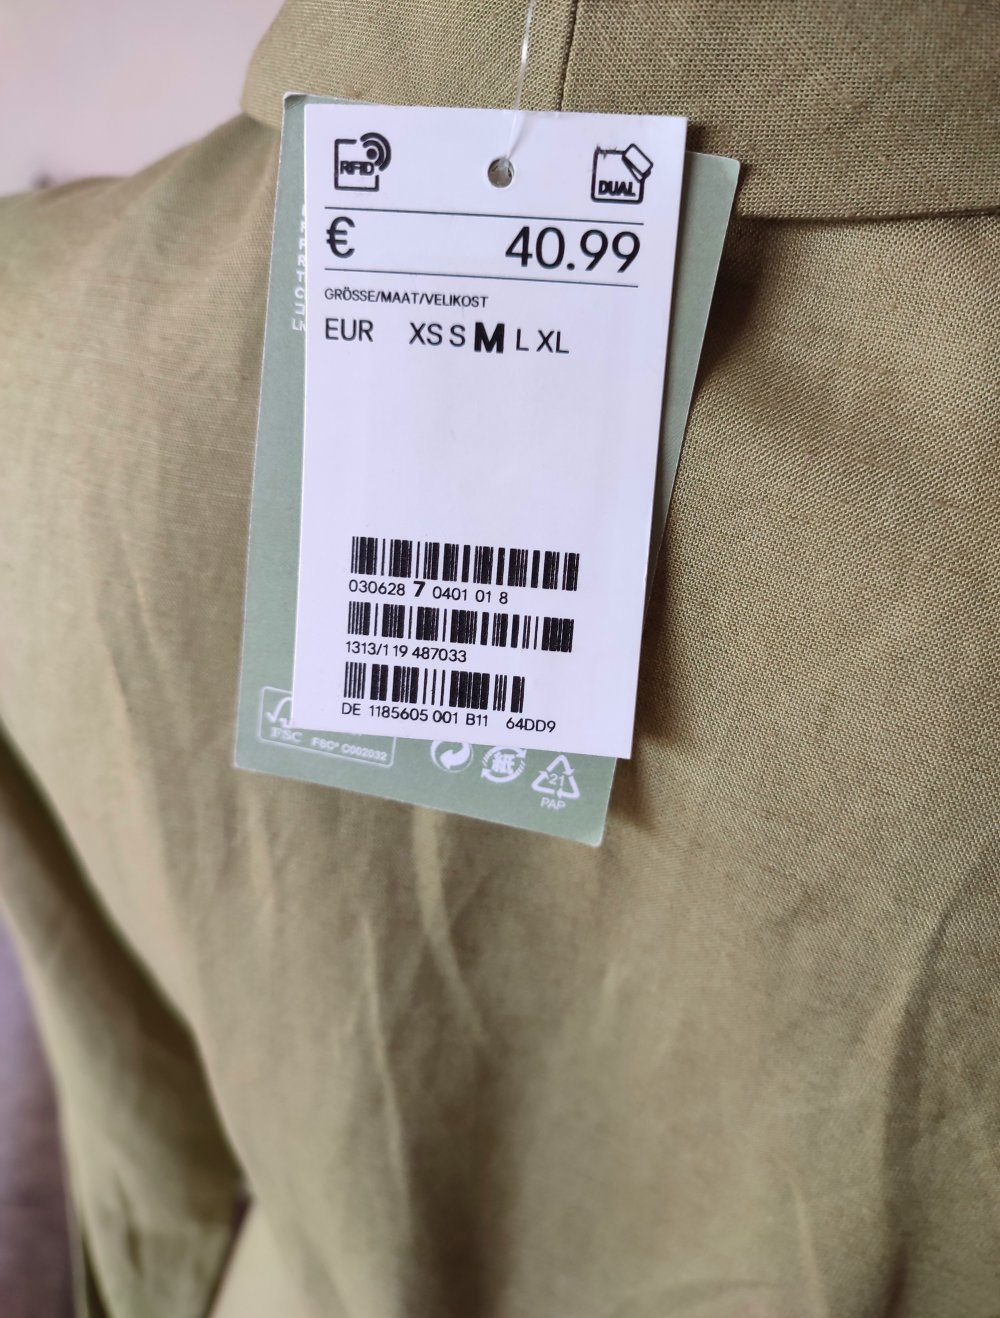 RFID
DUAL
€ 40.99
GRÖSSE/MAAT/VELIKOST
EUR XS S M L XL
030628 7 0401 01 8
1313/1 19 487033
DE 1185605 001 B11 64DD9
FSC
FSC® C002032
紙
21
PAP